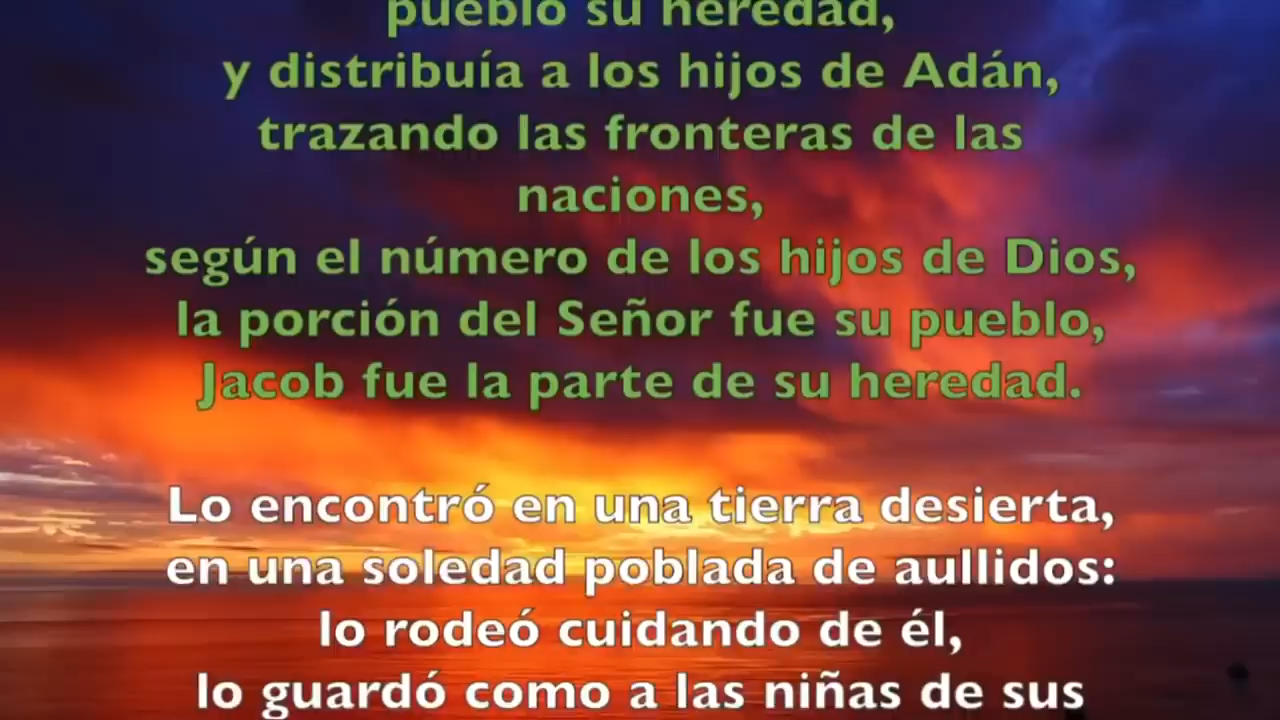 pueblo su heredad,
y distribuía a los hijos de Adán,
trazando las fronteras de las
naciones,
según el número de los hijos de Dios,
la porción del Señor fue su pueblo,
Jacob fue la parte de su heredad.
Lo encontró en una tierra desierta,
en una soledad poblada de aullidos:
lo rodeó cuidando de él,
lo guardó como a las niñas de sus